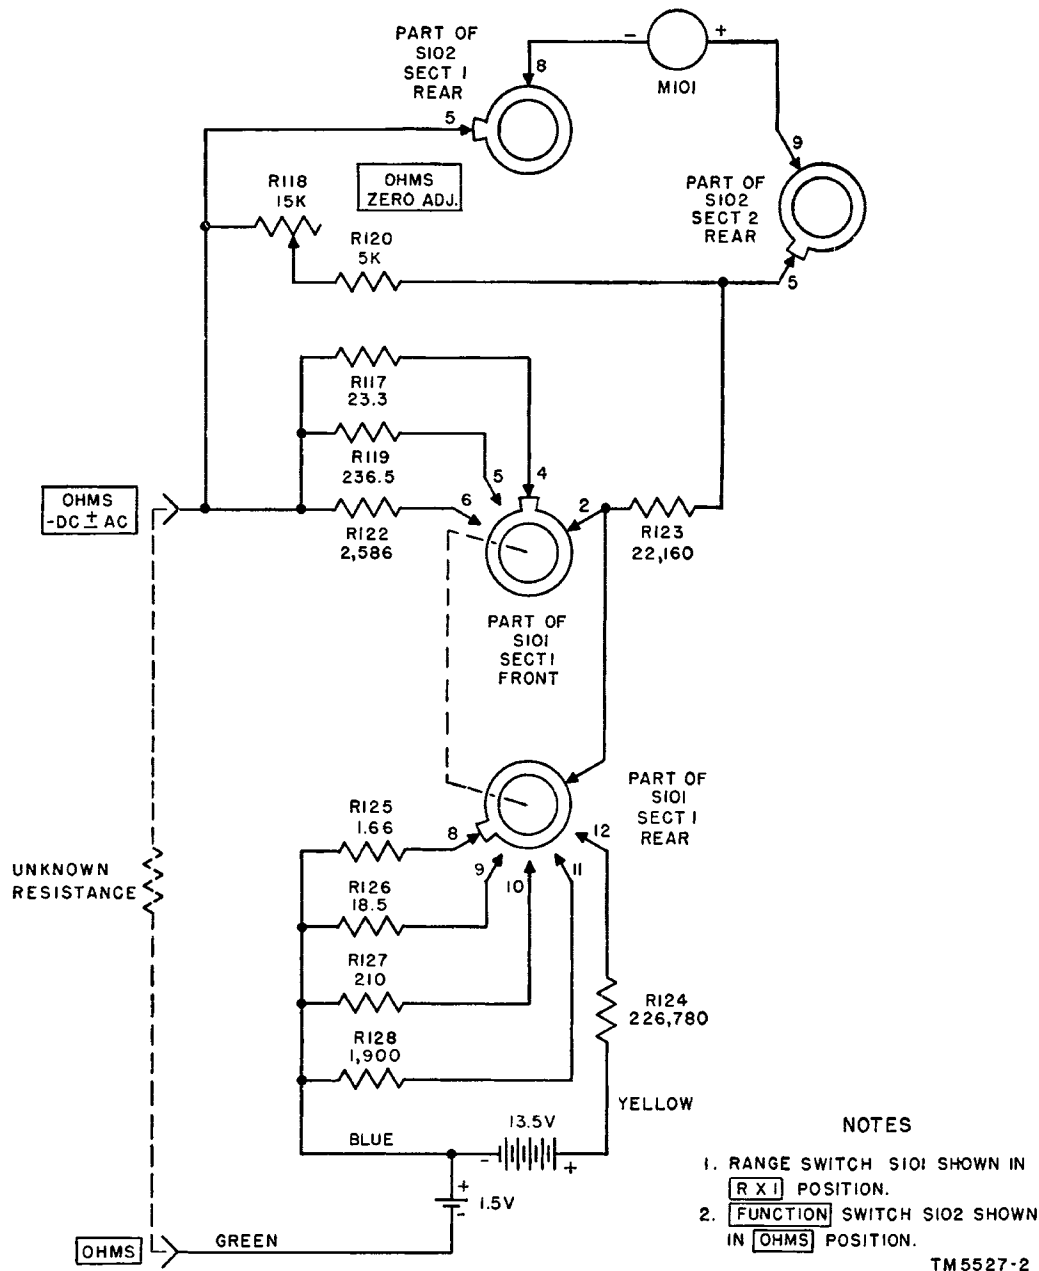 PART OF
S102
SECT 1
REAR
-
+
8
M101
5
9
R118
15K
OHMS
ZERO ADJ.
PART OF
S102
SECT 2
REAR
R120
5K
5
R117
23.3
R119
236.5
5
4
OHMS
-DC ± AC
6
2
R122
2,586
R123
22,160
PART OF
S101
SECT 1
FRONT
PART OF
S101
SECT 1
REAR
R125
1.66
8
12
UNKNOWN
RESISTANCE
9
10
11
R126
18.5
R127
210
R124
226,780
R128
1,900
YELLOW
13.5V
BLUE
-
+
+
-
1.5V
GREEN
OHMS
NOTES
1. RANGE SWITCH S101 SHOWN IN
R X 1 POSITION.
2. FUNCTION SWITCH S102 SHOWN
IN OHMS POSITION.
TM5527-2